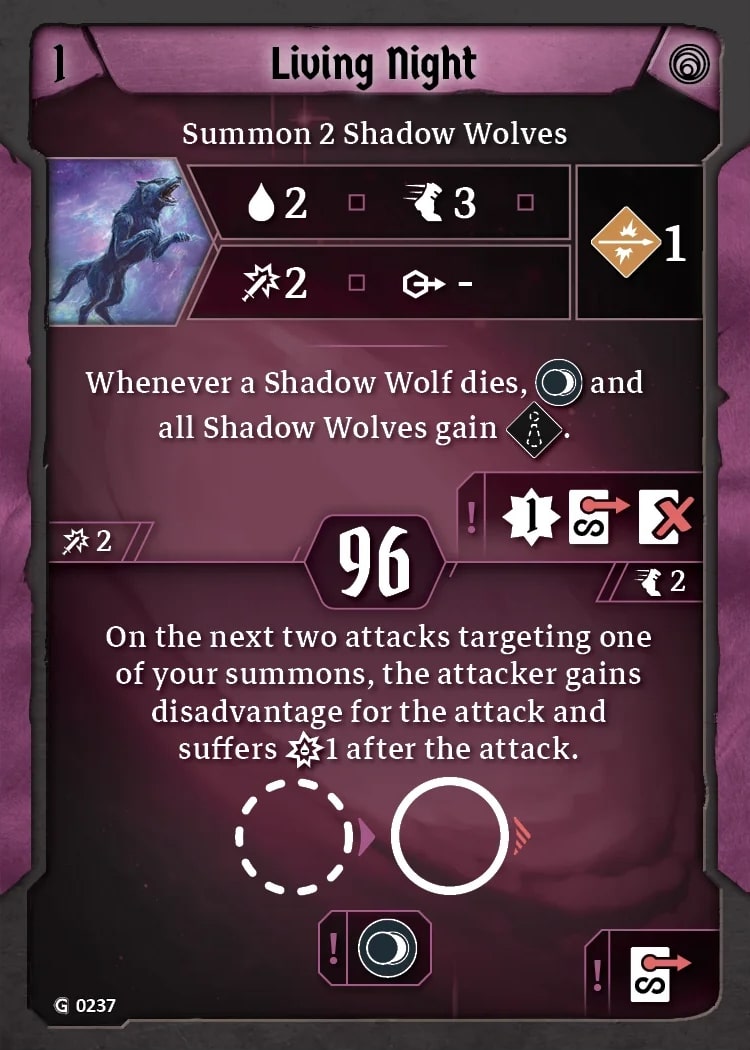 1
Living Night
Summon 2 Shadow Wolves
2 3
1
2 –
Whenever a Shadow Wolf dies, and
all Shadow Wolves gain .
! 1
2
96
2
On the next two attacks targeting one
of your summons, the attacker gains
disadvantage for the attack and
suffers 1 after the attack.
!
!
G 0237